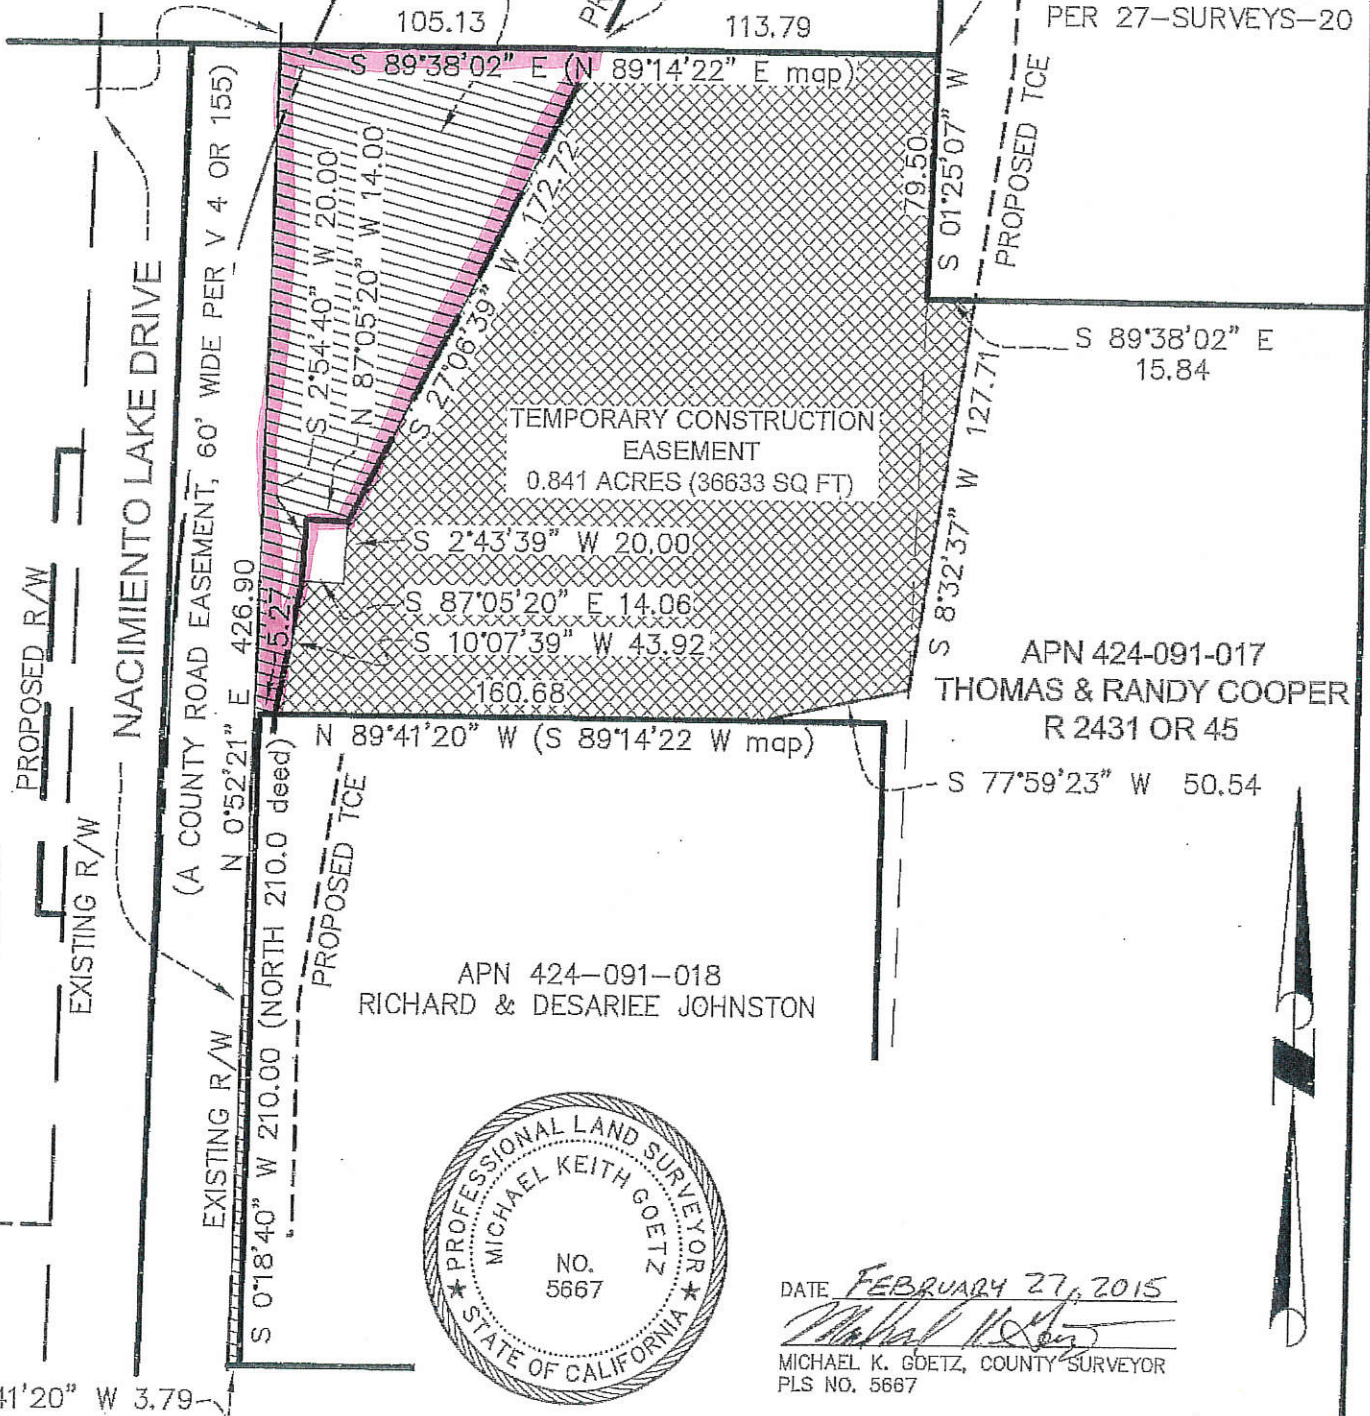 105.13
113.79
PER 27-SURVEYS-20
S 89°38'02" E (N 89°14'22" E map)
PROPOSED TCE
S 01°25'07" W
79.50
S 2°54'40" W 20.00
N 87°05'20" W 14.00
S 27°06'39" W 172.72
NACIMIENTO LAKE DRIVE
(A COUNTY ROAD EASEMENT, 60' WIDE PER V 4 OR 155)
S 89°38'02" E
15.84
TEMPORARY CONSTRUCTION
EASEMENT
0.841 ACRES (36633 SQ FT)
S 8°32'37" W 127.71
S 2°43'39" W 20.00
S 87°05'20" E 14.06
S 10°07'39" W 43.92
160.68
N 0°52'21" E 426.90
PROPOSED R/W
EXISTING R/W
APN 424-091-017
THOMAS & RANDY COOPER
R 2431 OR 45
N 89°41'20" W (S 89°14'22 W map)
S 77°59'23" W 50.54
PROPOSED TCE
S 0°18'40" W 210.00 (NORTH 210.0 deed)
EXISTING R/W
APN 424-091-018
RICHARD & DESARIEE JOHNSTON
PROFESSIONAL LAND SURVEYOR
MICHAEL KEITH GOETZ
NO.
5667
STATE OF CALIFORNIA
DATE FEBRUARY 27, 2015
MICHAEL K. GOETZ, COUNTY SURVEYOR
PLS NO. 5667
41'20" W 3.79